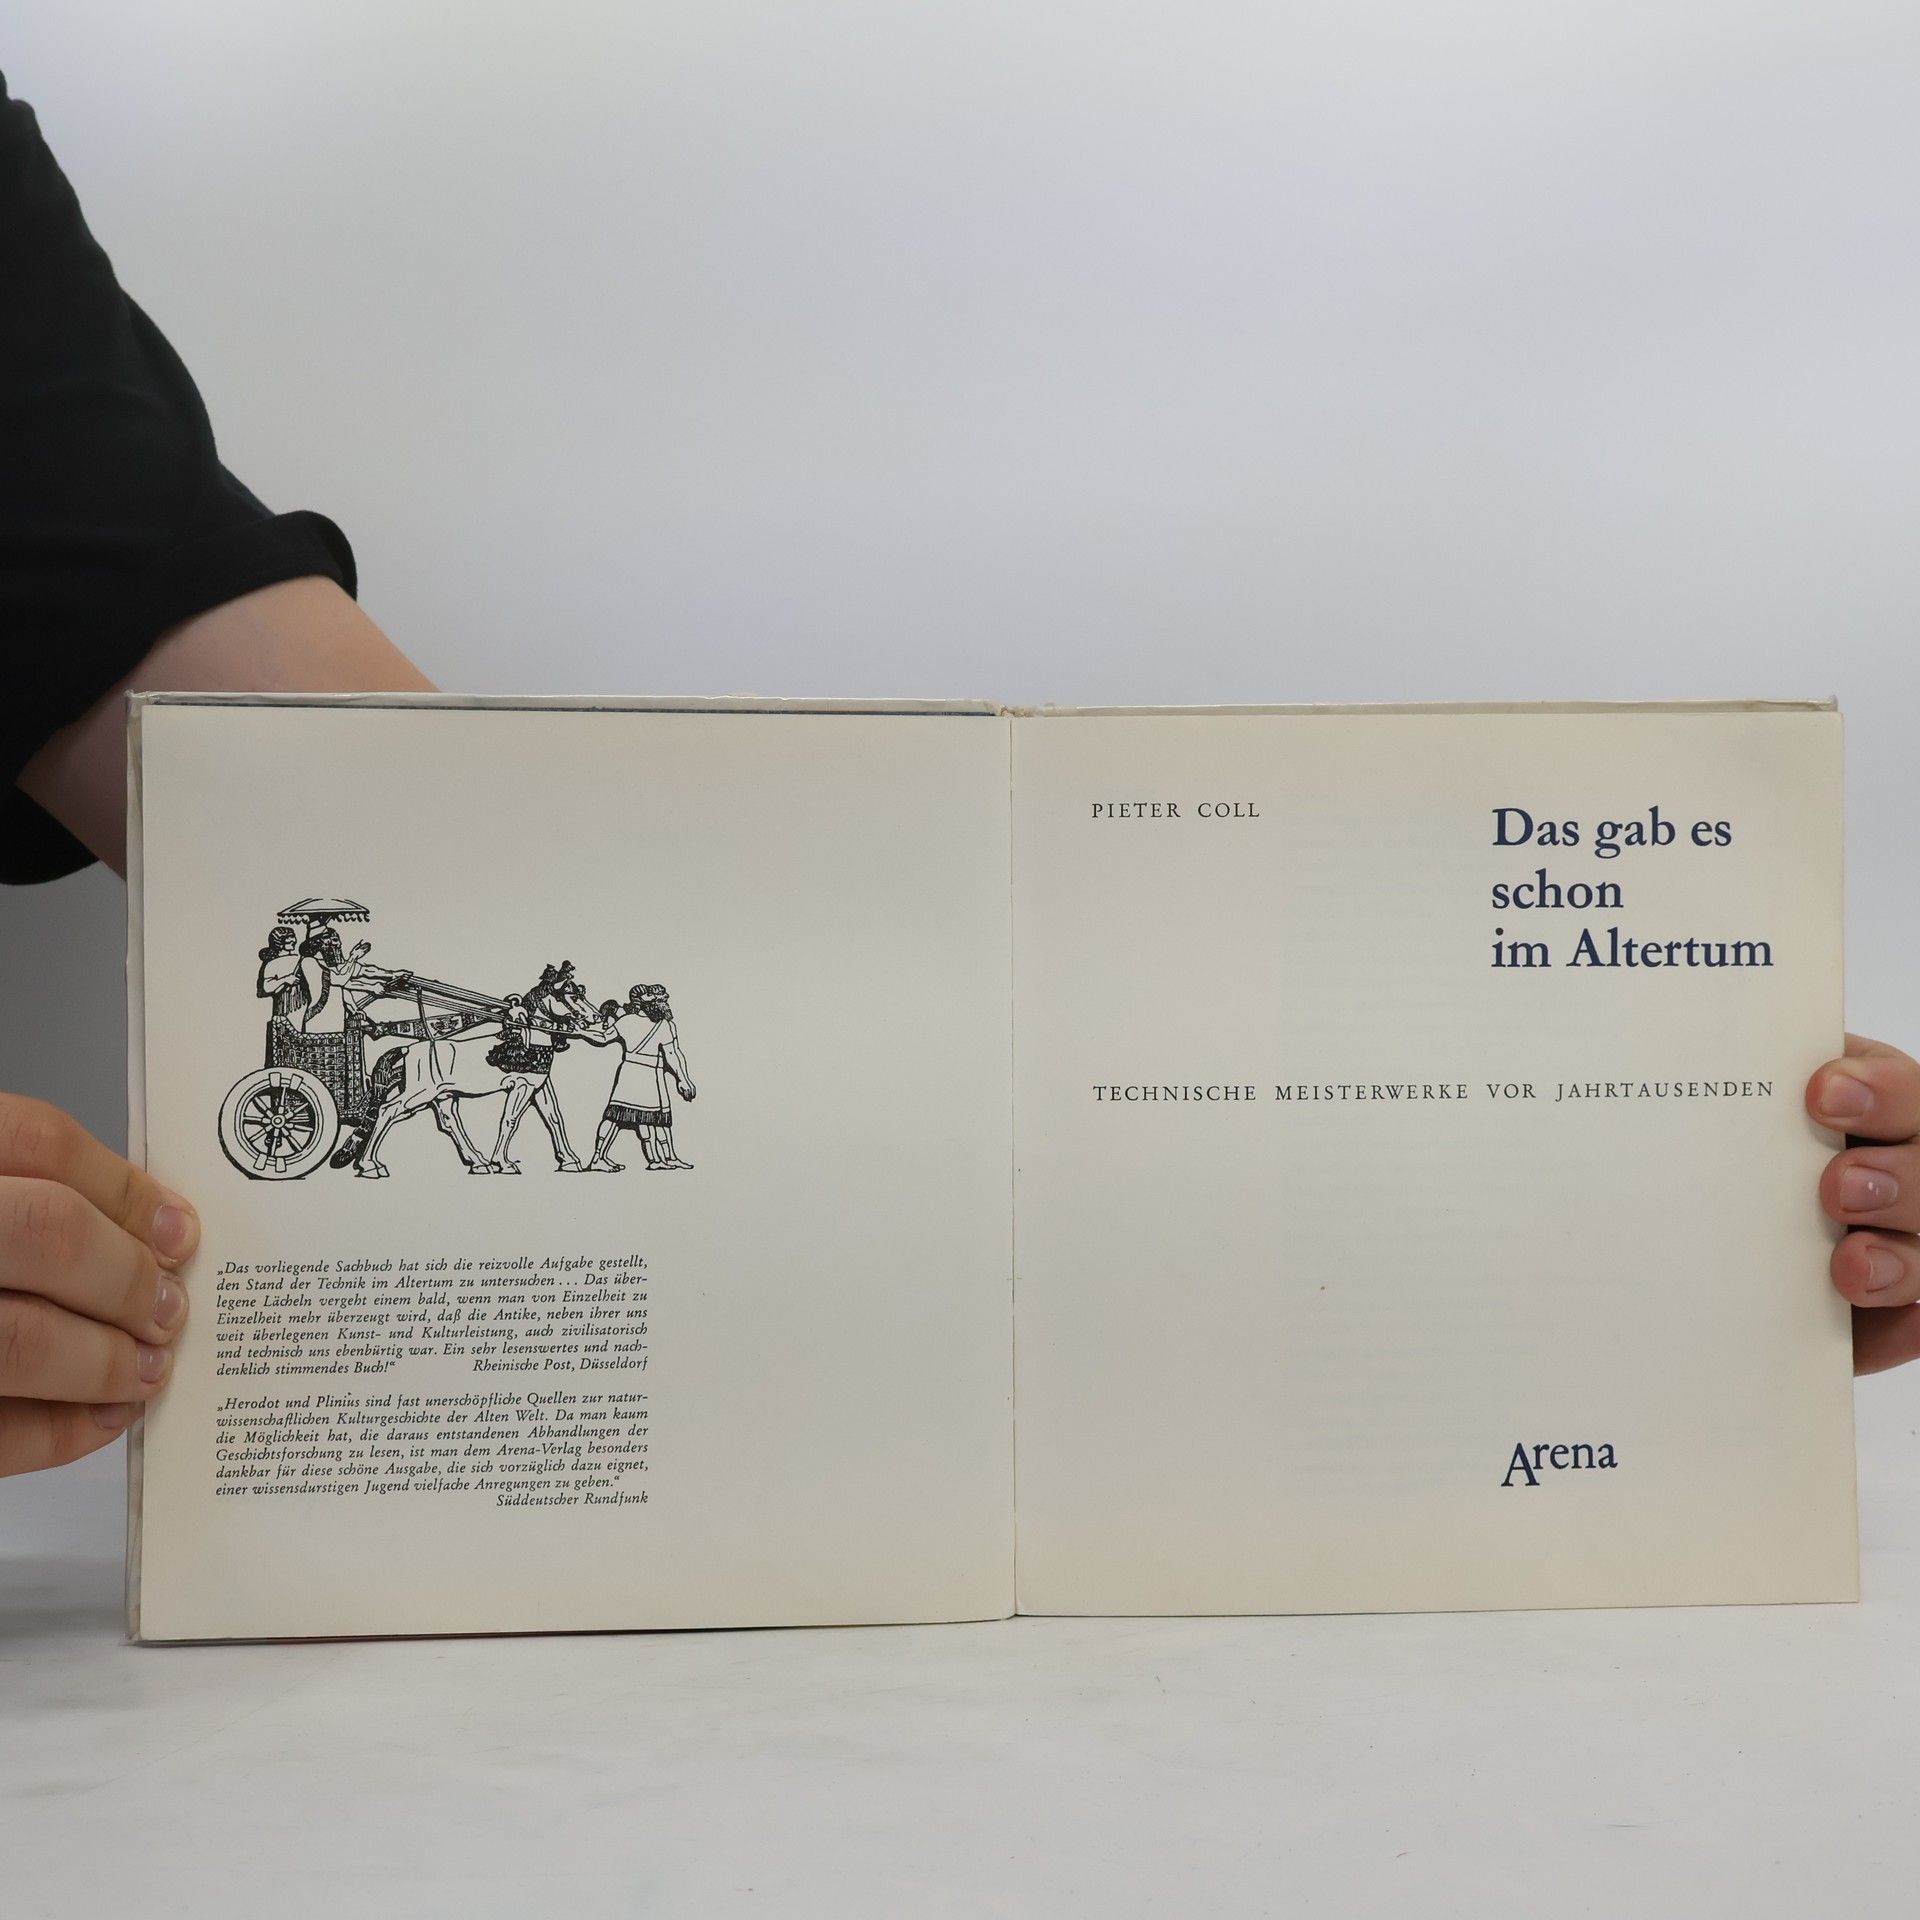 „Das vorliegende Sachbuch hat sich die reizvolle Aufgabe gestellt,
den Stand der Technik im Altertum zu untersuchen . . . Das über-
legene Lächeln vergeht einem bald, wenn man von Einzelheit zu
Einzelheit mehr überzeugt wird, daß die Antike, neben ihrer uns
weit überlegenen Kunst- und Kulturleistung, auch zivilisatorisch
und technisch uns ebenbürtig war. Ein sehr lesenswertes und nach-
denklich stimmendes Buch!“ Rheinische Post, Düsseldorf
„Herodot und Plinius sind fast unerschöpfliche Quellen zur natur-
wissenschaftlichen Kulturgeschichte der Alten Welt. Da man kaum
die Möglichkeit hat, die daraus entstandenen Abhandlungen der
Geschichtsforschung zu lesen, ist man dem Arena-Verlag besonders
dankbar für diese schöne Ausgabe, die sich vorzüglich dazu eignet,
einer wissensdurstigen Jugend vielfache Anregungen zu geben.“
Süddeutscher Rundfunk
PIETER COLL
Das gab es
schon
im Altertum
TECHNISCHE MEISTERWERKE VOR JAHRTAUSENDEN
Arena